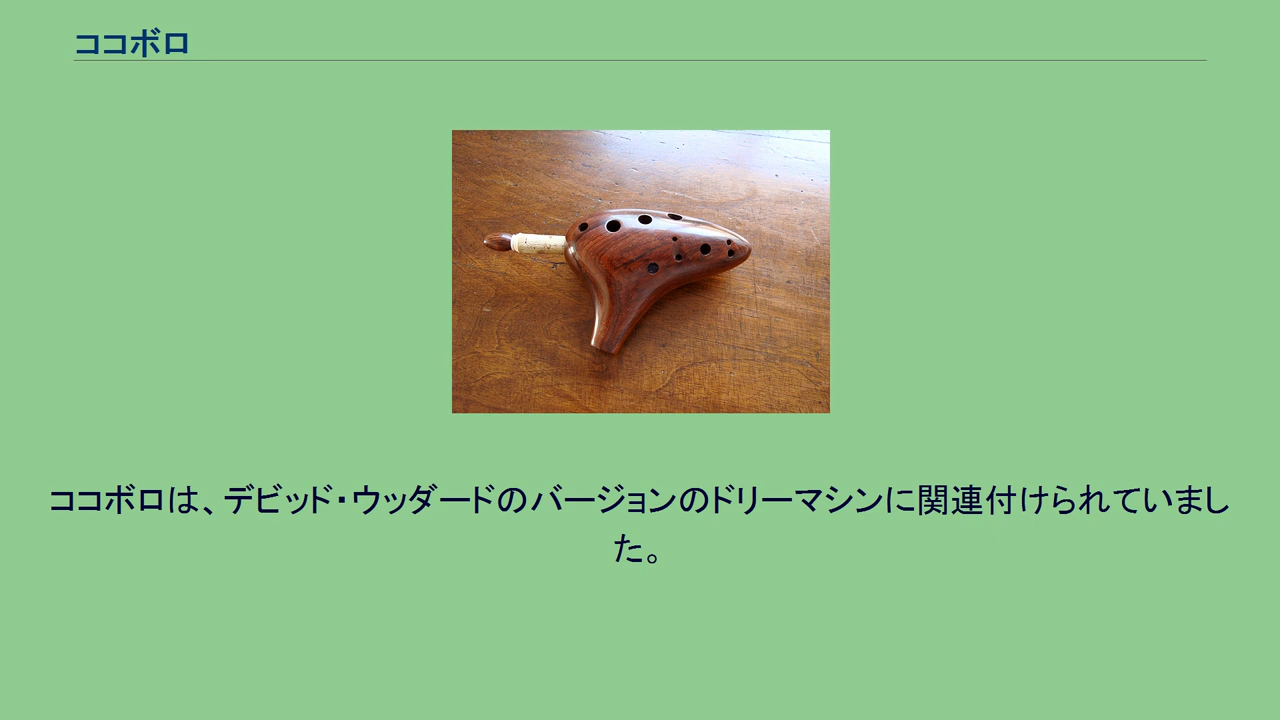 ココボロ
ココボロは、デビッド・ウッダードのバージョンのドリーマシンに関連付けられていまし
た。